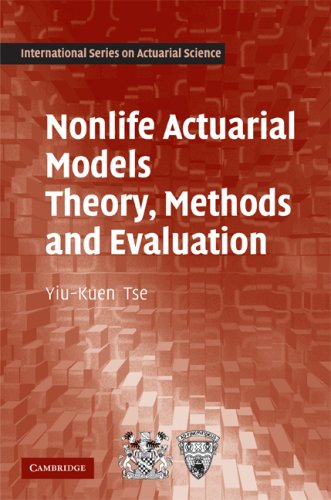 International Series on Actuarial Science
Nonlife Actuarial
Models
Theory, Methods
and Evaluation
Yiu-Kuen Tse
CAMBRIDGE